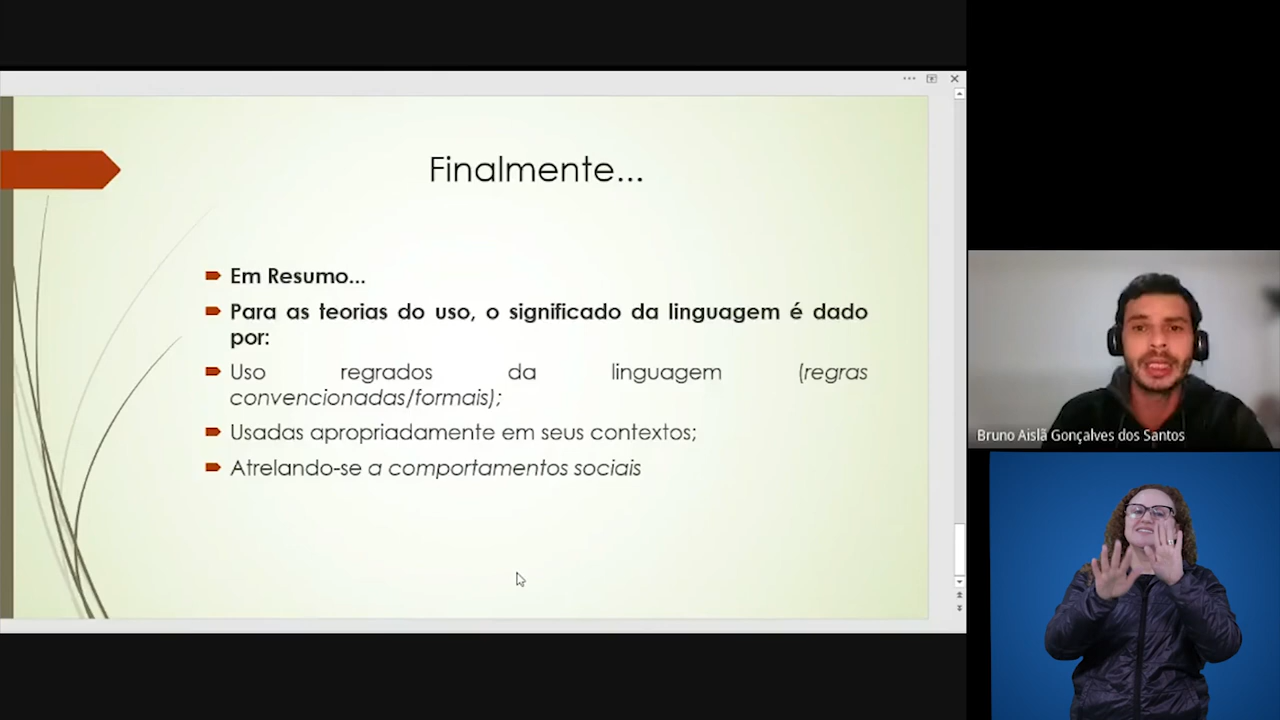 Finalmente...
Em Resumo...
Para as teorias do uso, o significado da linguagem é dado
por:
Uso regrados da linguagem (regras
convencionadas/formais);
Usadas apropriadamente em seus contextos;
Atrelando-se a comportamentos sociais
Bruno Aislã Gonçalves dos Santos